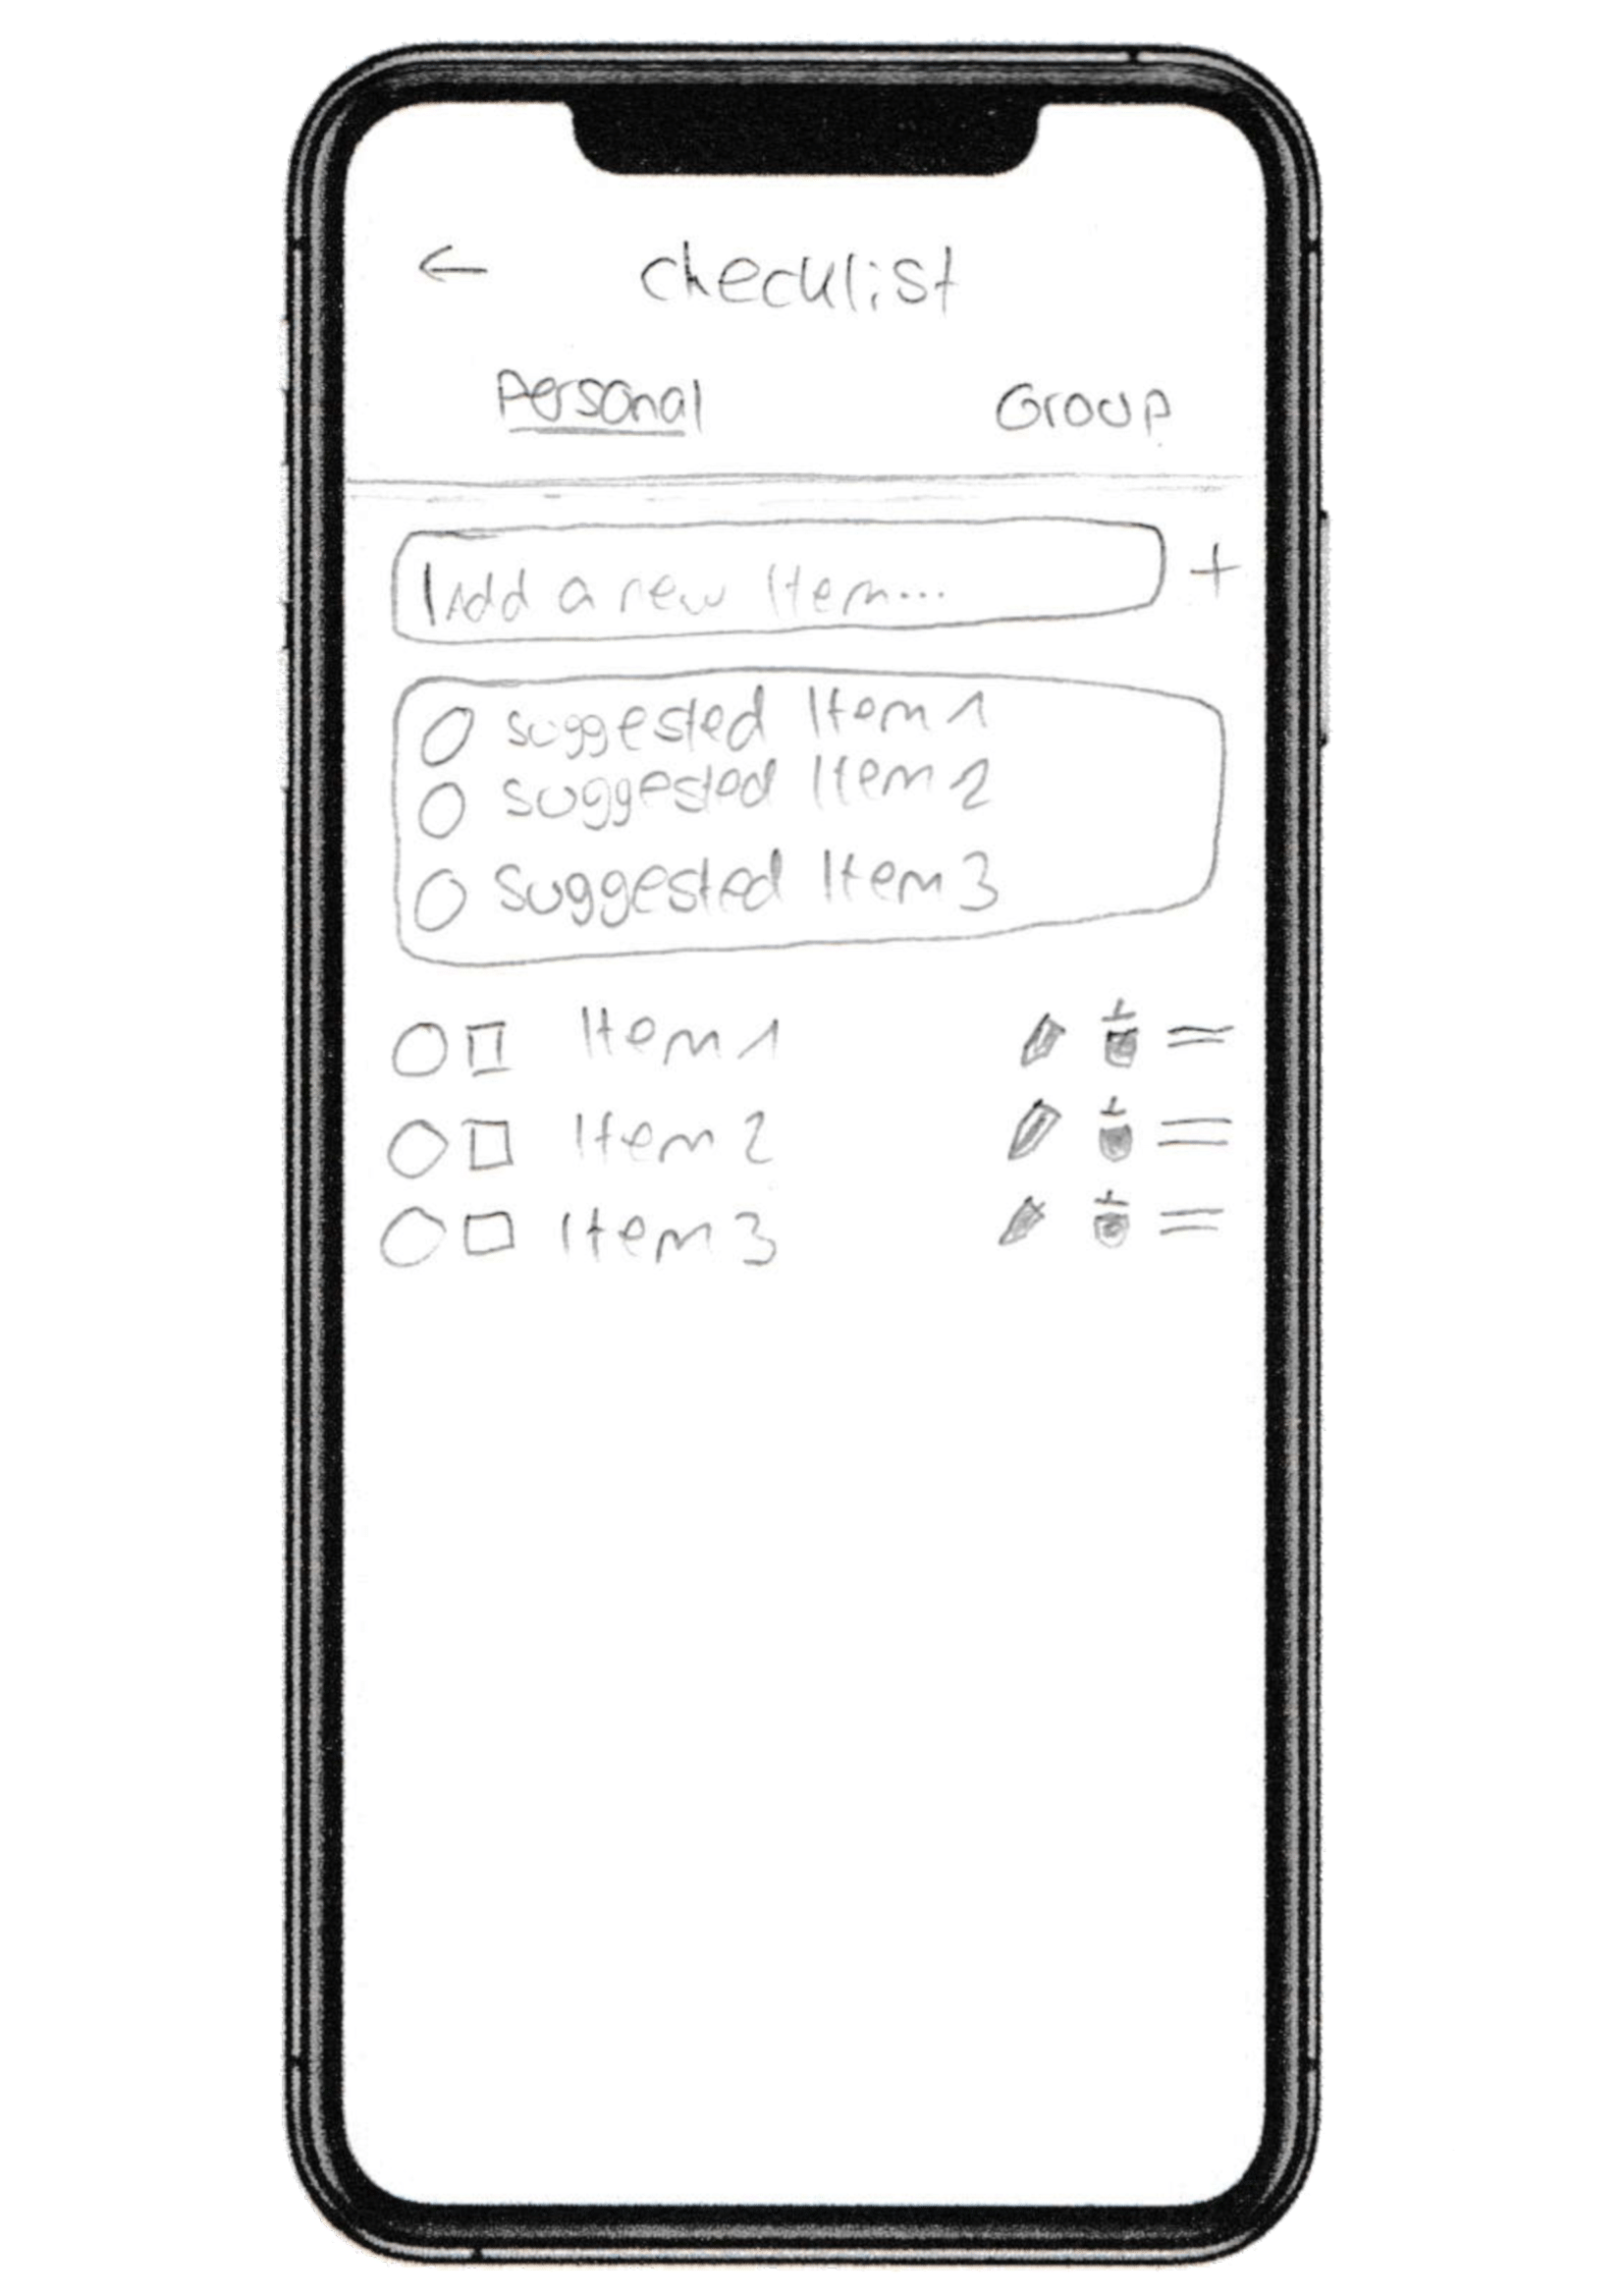 ← checklist
Personal Group
Add a new Item... +
Suggested Item 1
Suggested Item 2
Suggested Item 3
Item 1
Item 2
Item 3